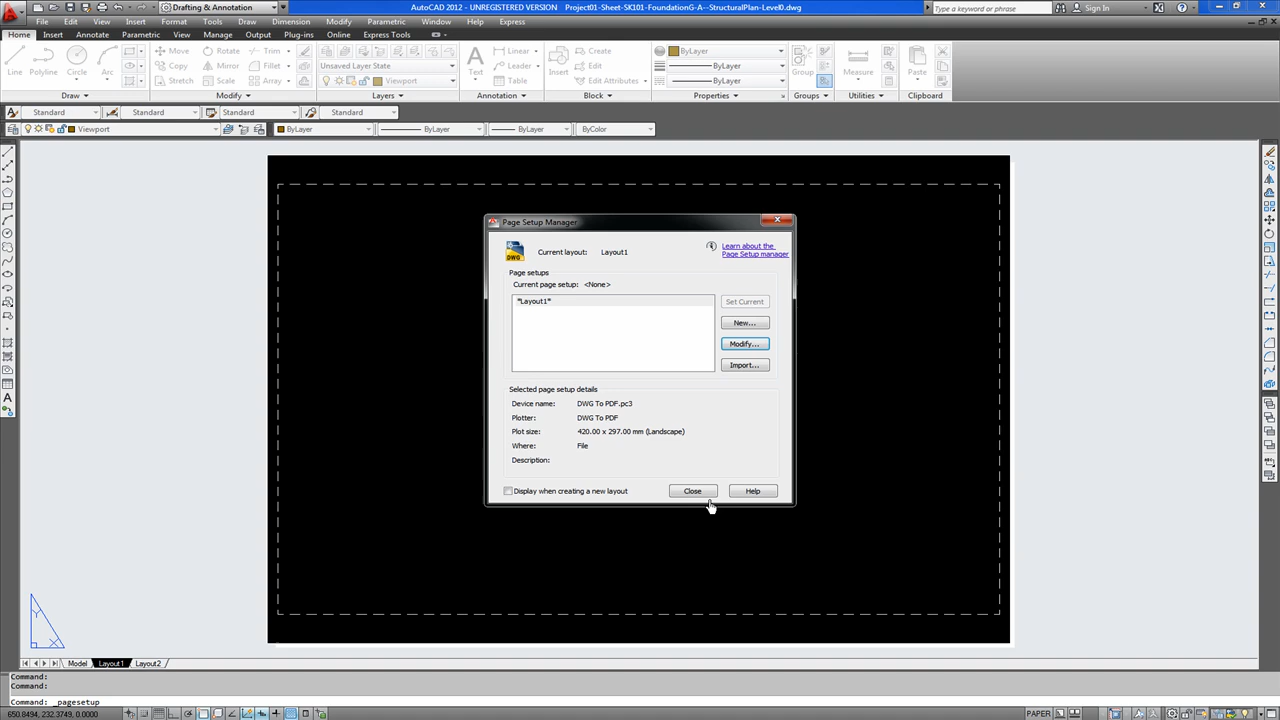 Drafting & Annotation
AutoCAD 2012 - UNREGISTERED VERSION Project01-Sheet-SK101-FoundationG-A--StructuralPlan-Level0.dwg
Type a keyword or phrase
Sign In
File Edit View Insert Format Tools Draw Dimension Modify Parametric Window Help Express
Home Insert Annotate Parametric View Manage Output Plug-ins Online Express Tools
Line Polyline Circle Arc
Draw
Move Rotate Trim
Copy Mirror Fillet
Stretch Scale Array
Modify
Unsaved Layer State
Viewport
Layers
Text
Linear
Leader
Table
Annotation
Insert
Create
Edit
Edit Attributes
Block
ByLayer
ByLayer
ByLayer
Properties
Group
Groups
Measure
Utilities
Paste
Clipboard
Standard Standard Standard Standard
Viewport ByLayer ByLayer ByLayer ByColor
Page Setup Manager
DWG
Current layout: Layout1
Learn about the
Page Setup manager
Page setups
Current page setup: <None>
*Layout1*
Set Current
New...
Modify...
Import...
Selected page setup details
Device name: DWG To PDF.pc3
Plotter: DWG To PDF
Plot size: 420.00 x 297.00 mm (Landscape)
Where: File
Description:
Display when creating a new layout
Close Help
Y
X
Model Layout1 Layout2
Command:
Command:
Command: _pagesetup
650.8494, 232.3749, 0.0000
PAPER